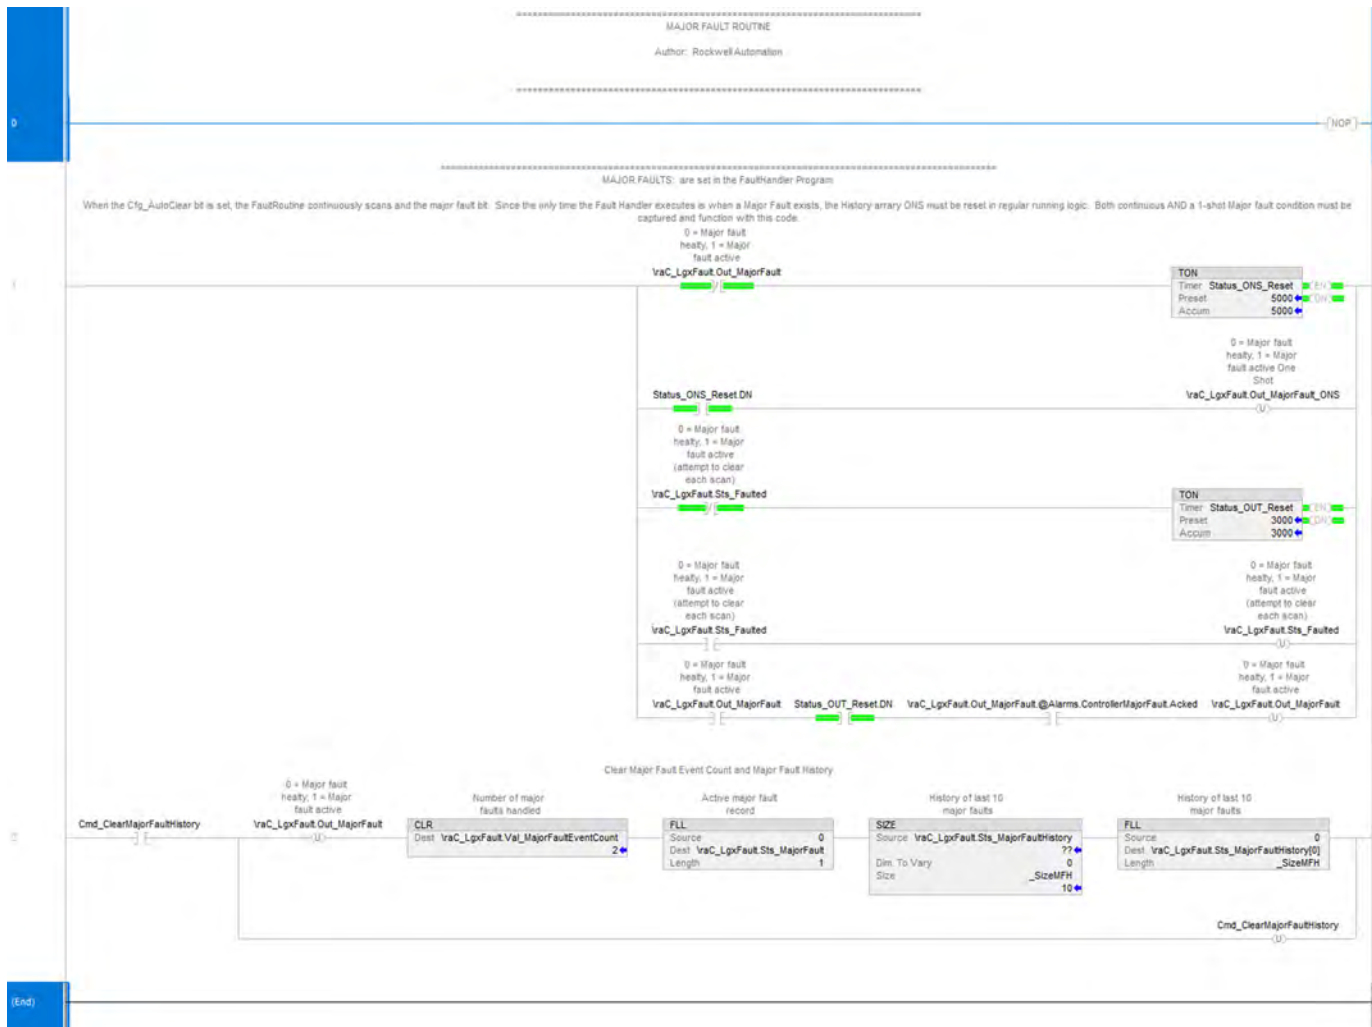 ================================================================================
MAJOR FAULT ROUTINE
Author: Rockwell Automation
================================================================================
0
(NOP)
================================================================================
MAJOR FAULTS: are set in the FaultHandler Program
When the Cfg_AutoClear bit is set, the FaultRoutine continuously scans and the major fault bit. Since the only time the Fault Handler executes is when a Major Fault exists, the History arrary ONS must be reset in regular running logic. Both continuous AND a 1-shot Major fault condition must be
captured and function with this code.
0 = Major fault
healty, 1 = Major
fault active
\raC_LgxFault.Out_MajorFault
1
TON
Timer Status_ONS_Reset
Preset 5000
Accum 5000
(EN)
(DN)
0 = Major fault
healty, 1 = Major
fault active One
Shot
Status_ONS_Reset.DN
\raC_LgxFault.Out_MajorFault_ONS
(U)
0 = Major fault
healty, 1 = Major
fault active
(attempt to clear
each scan)
\raC_LgxFault.Sts_Faulted
TON
Timer Status_OUT_Reset
Preset 3000
Accum 3000
(EN)
(DN)
0 = Major fault
healty, 1 = Major
fault active
(attempt to clear
each scan)
\raC_LgxFault.Sts_Faulted
0 = Major fault
healty, 1 = Major
fault active
(attempt to clear
each scan)
\raC_LgxFault.Sts_Faulted
(U)
0 = Major fault
healty, 1 = Major
fault active
\raC_LgxFault.Out_MajorFault
Status_OUT_Reset.DN
\raC_LgxFault.Out_MajorFault.@Alarms.ControllerMajorFault.Acked
0 = Major fault
healty, 1 = Major
fault active
\raC_LgxFault.Out_MajorFault
(U)
Clear Major Fault Event Count and Major Fault History
2
Cmd_ClearMajorFaultHistory
0 = Major fault
healty, 1 = Major
fault active
\raC_LgxFault.Out_MajorFault
(U)
Number of major
faults handled
CLR
Dest \raC_LgxFault.Val_MajorFaultEventCount
2
Active major fault
record
FLL
Source 0
Dest \raC_LgxFault.Sts_MajorFault
Length 1
History of last 10
major faults
SIZE
Source \raC_LgxFault.Sts_MajorFaultHistory
??
Dim. To Vary 0
Size _SizeMFH
10
History of last 10
major faults
FLL
Source 0
Dest \raC_LgxFault.Sts_MajorFaultHistory[0]
Length _SizeMFH
Cmd_ClearMajorFaultHistory
(U)
(End)